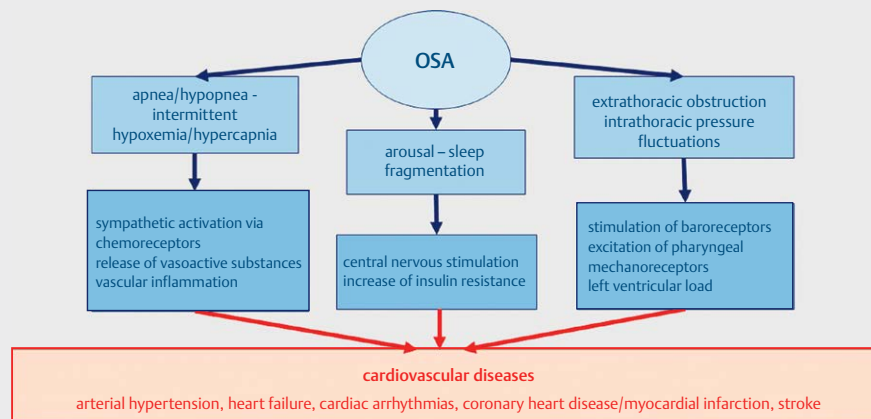 OSA
apnea/hypopnea -
intermittent
hypoxemia/hypercapnia
arousal – sleep
fragmentation
extrathoracic obstruction
intrathoracic pressure
fluctuations
sympathetic activation via
chemoreceptors
release of vasoactive substances
vascular inflammation
central nervous stimulation
increase of insulin resistance
stimulation of baroreceptors
excitation of pharyngeal
mechanoreceptors
left ventricular load
cardiovascular diseases
arterial hypertension, heart failure, cardiac arrhythmias, coronary heart disease/myocardial infarction, stroke